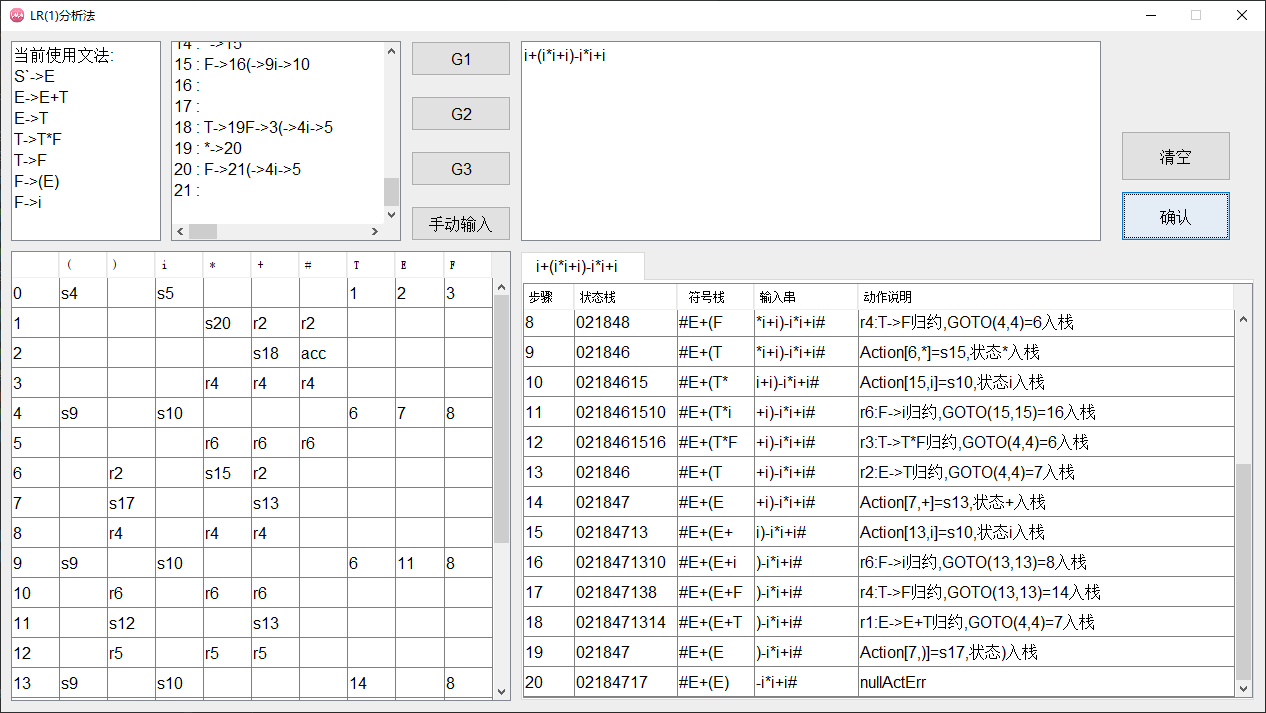 LR(1)分析法
当前使用文法:
S`->E
E->E+T
E->T
T->T*F
T->F
F->(E)
F->i
15 : F->16(->9i->10
16 :
17 :
18 : T->19F->3(->4i->5
19 : *->20
20 : F->21(->4i->5
21 :
G1
G2
G3
手动输入
i+(i*i+i)-i*i+i
清空
确认
( ) i * + # T E F
0 s4 s5 1 2 3
1 s20 r2 r2
2 s18 acc
3 r4 r4 r4
4 s9 s10 6 7 8
5 r6 r6 r6
6 r2 s15 r2
7 s17 s13
8 r4 r4 r4
9 s9 s10 6 11 8
10 r6 r6 r6
11 s12 s13
12 r5 r5 r5
13 s9 s10 14 8
i+(i*i+i)-i*i+i
步骤 状态栈 符号栈 输入串 动作说明
8 021848 #E+(F *i+i)-i*i+i# r4:T->F归约,GOTO(4,4)=6入栈
9 021846 #E+(T *i+i)-i*i+i# Action[6,*]=s15,状态*入栈
10 02184615 #E+(T* i+i)-i*i+i# Action[15,i]=s10,状态i入栈
11 0218461510 #E+(T*i +i)-i*i+i# r6:F->i归约,GOTO(15,15)=16入栈
12 0218461516 #E+(T*F +i)-i*i+i# r3:T->T*F归约,GOTO(4,4)=6入栈
13 021846 #E+(T +i)-i*i+i# r2:E->T归约,GOTO(4,4)=7入栈
14 021847 #E+(E +i)-i*i+i# Action[7,+]=s13,状态+入栈
15 02184713 #E+(E+ i)-i*i+i# Action[13,i]=s10,状态i入栈
16 0218471310 #E+(E+i )-i*i+i# r6:F->i归约,GOTO(13,13)=8入栈
17 021847138 #E+(E+F )-i*i+i# r4:T->F归约,GOTO(13,13)=14入栈
18 0218471314 #E+(E+T )-i*i+i# r1:E->E+T归约,GOTO(4,4)=7入栈
19 021847 #E+(E )-i*i+i# Action[7,)]=s17,状态)入栈
20 02184717 #E+(E) -i*i+i# nullActErr